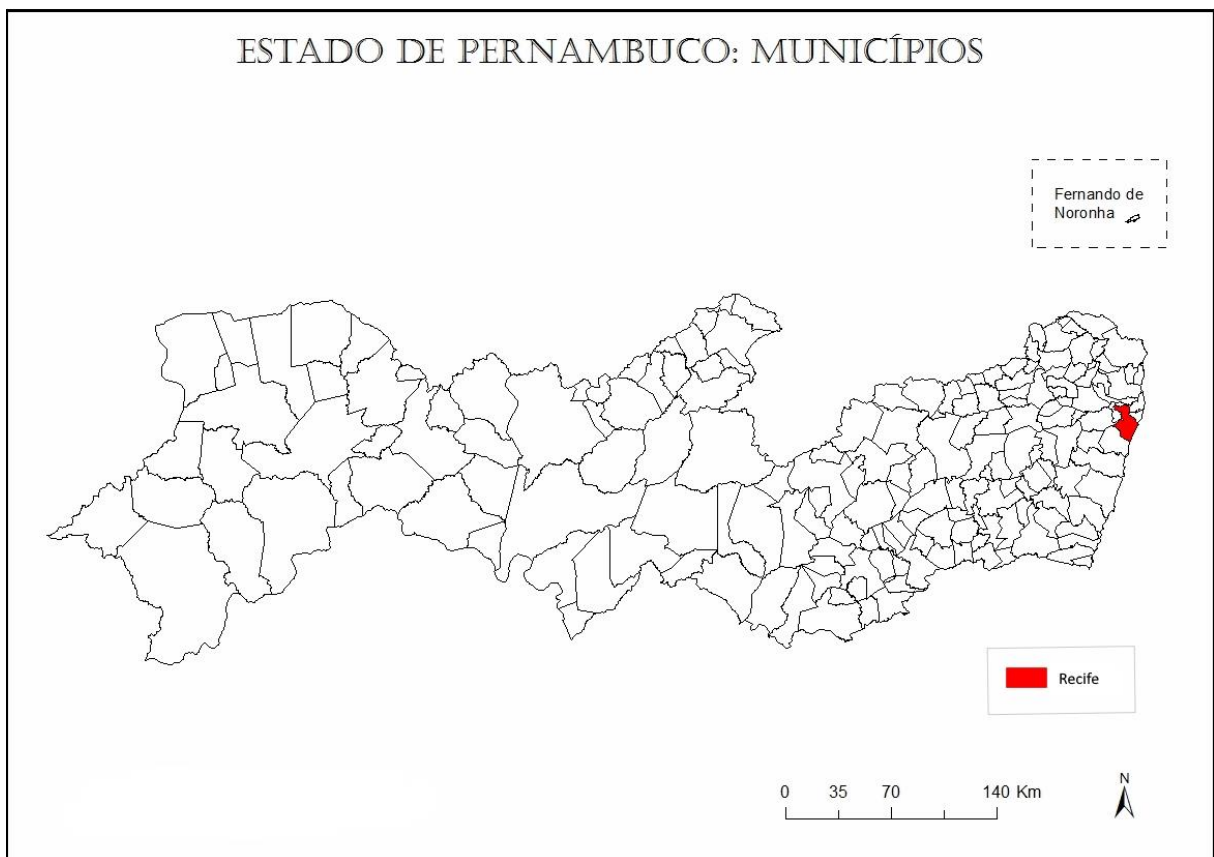 ESTADO DE PERNAMBUCO: MUNICÍPIOS
Fernando de
Noronha
Recife
0 35 70 140 Km
N